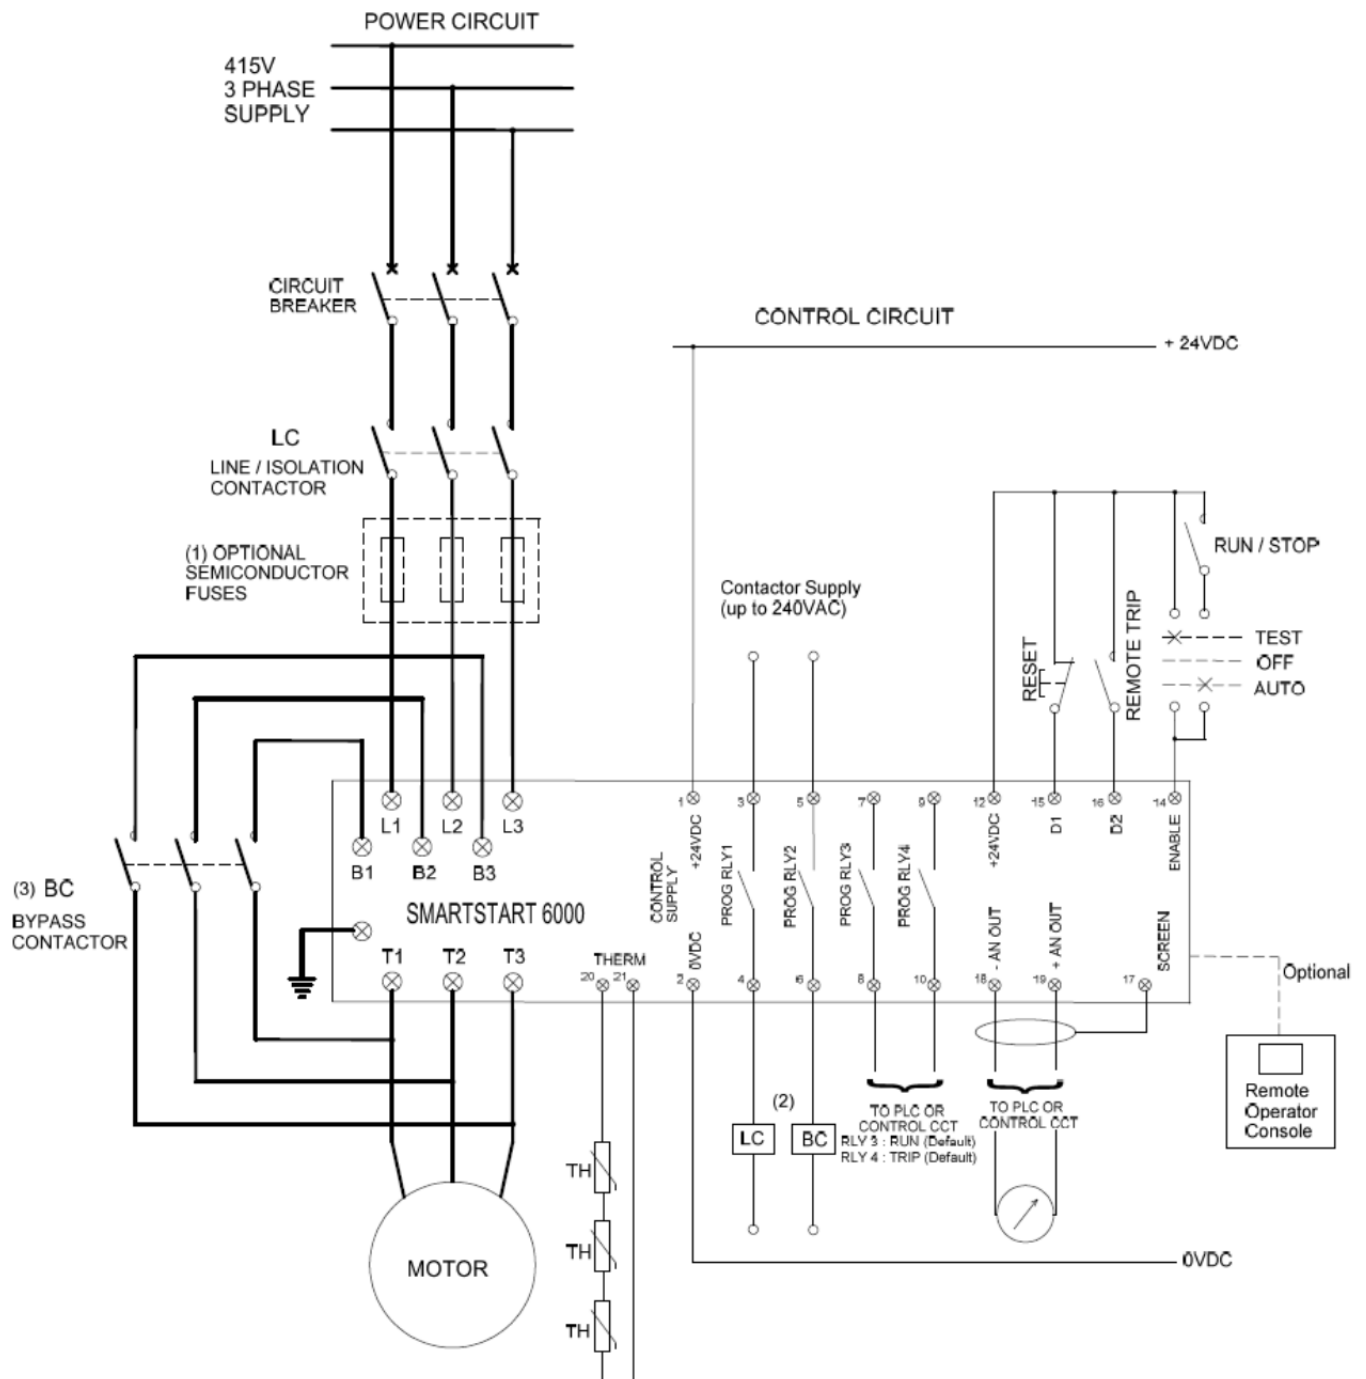 POWER CIRCUIT
415V
3 PHASE
SUPPLY
CIRCUIT
BREAKER
CONTROL CIRCUIT
+ 24VDC
LC
LINE / ISOLATION
CONTACTOR
(1) OPTIONAL
SEMICONDUCTOR
FUSES
RUN / STOP
Contactor Supply
(up to 240VAC)
RESET
REMOTE TRIP
TEST
OFF
AUTO
1
3
5
7
9
12
15
16
14
L1
L2
L3
B1
B2
B3
+24VDC
CONTROL
SUPPLY
0VDC
PROG RLY1
PROG RLY2
PROG RLY3
PROG RLY4
+24VDC
D1
D2
ENABLE
(3) BC
BYPASS
CONTACTOR
SMARTSTART 6000
- AN OUT
+ AN OUT
SCREEN
T1
T2
T3
THERM
20
21
2
4
6
8
10
18
19
17
Optional
Remote
Operator
Console
(2)
LC
BC
TO PLC OR
CONTROL CCT
RLY 3 : RUN (Default)
RLY 4 : TRIP (Default)
TO PLC OR
CONTROL CCT
TH
TH
TH
MOTOR
0VDC